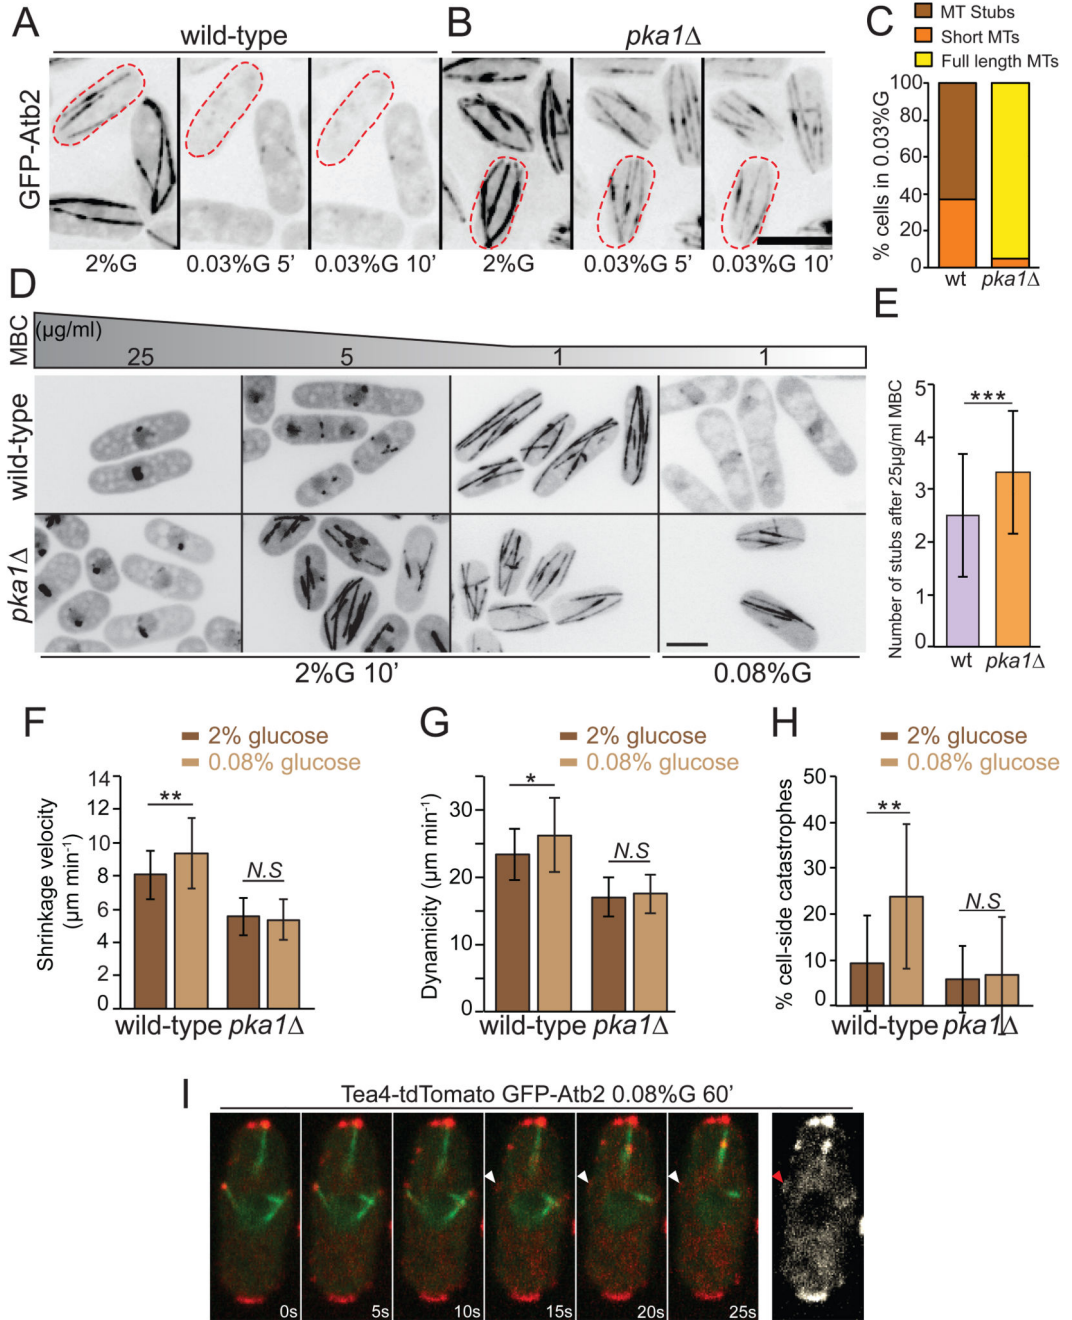 A
wild-type
B
pka1Δ
C
MT Stubs
Short MTs
Full length MTs
GFP-Atb2
2%G
0.03%G 5’
0.03%G 10’
2%G
0.03%G 5’
0.03%G 10’
% cells in 0.03%G
100
80
60
40
20
0
wt
pka1Δ
D
MBC
(µg/ml)
25
5
1
1
wild-type
pka1Δ
2%G 10’
0.08%G
E
Number of stubs after 25µg/ml MBC
5
4
3
2
1
0
***
wt
pka1Δ
F
2% glucose
0.08% glucose
Shrinkage velocity
(µm min-1)
14
12
10
8
6
4
2
0
**
N.S
wild-type
pka1Δ
G
2% glucose
0.08% glucose
Dynamicity (µm min-1)
30
20
10
0
*
N.S
wild-type
pka1Δ
H
2% glucose
0.08% glucose
% cell-side catastrophes
50
40
30
20
10
0
**
N.S
wild-type
pka1Δ
I
Tea4-tdTomato GFP-Atb2 0.08%G 60’
0s
5s
10s
15s
20s
25s